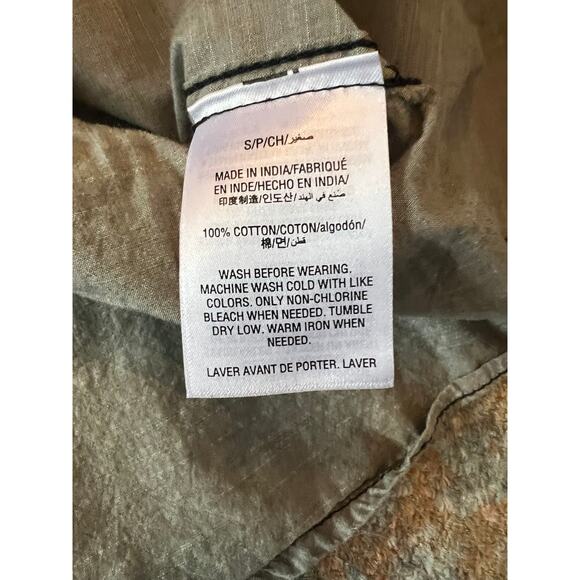 S/P/CH/صغير
MADE IN INDIA/FABRIQUÉ
EN INDE/HECHO EN INDIA/
印度制造/인도산/صُنع في الهند
100% COTTON/COTON/algodón/
棉/면/قطن
WASH BEFORE WEARING.
MACHINE WASH COLD WITH LIKE
COLORS. ONLY NON-CHLORINE
BLEACH WHEN NEEDED. TUMBLE
DRY LOW. WARM IRON WHEN
NEEDED.
LAVER AVANT DE PORTER. LAVER